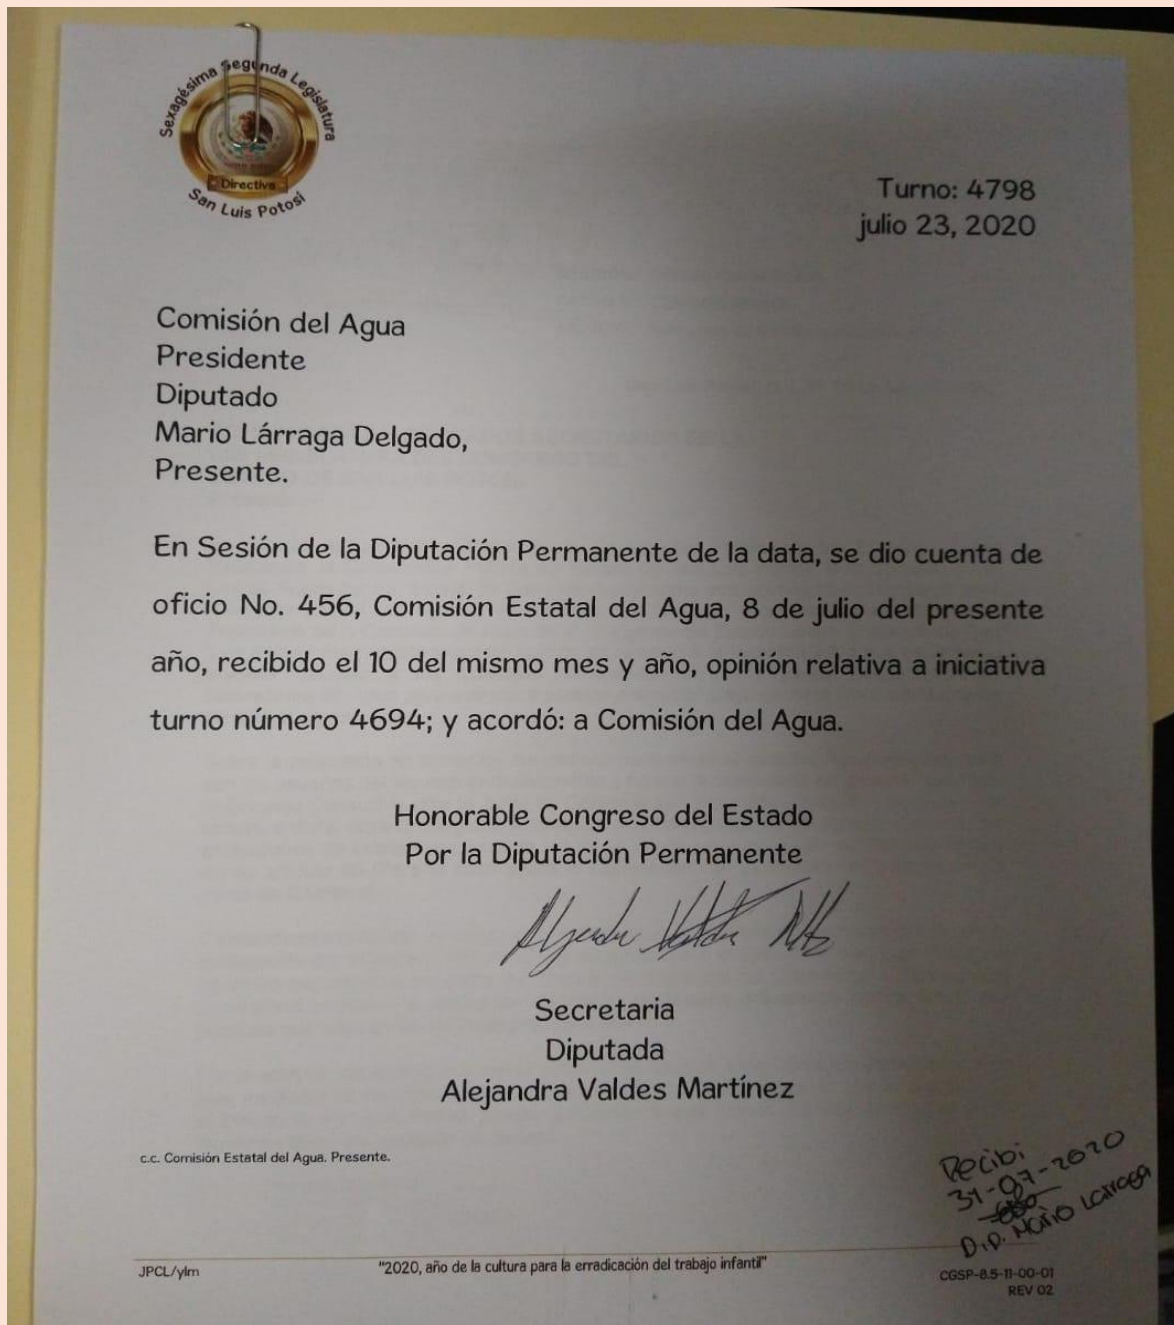 Sexagésima Segunda Legislatura
Directiva
San Luis Potosí
Turno: 4798
julio 23, 2020
Comisión del Agua
Presidente
Diputado
Mario Lárraga Delgado,
Presente.
En Sesión de la Diputación Permanente de la data, se dio cuenta de
oficio No. 456, Comisión Estatal del Agua, 8 de julio del presente
año, recibido el 10 del mismo mes y año, opinión relativa a iniciativa
turno número 4694; y acordó: a Comisión del Agua.
Honorable Congreso del Estado
Por la Diputación Permanente
Secretaria
Diputada
Alejandra Valdes Martínez
c.c. Comisión Estatal del Agua. Presente.
Recibi
31-07-2020
Dip. Mario Larraga
JPCL/ylm
"2020, año de la cultura para la erradicación del trabajo infantil"
CGSP-8.5-11-00-01
REV 02